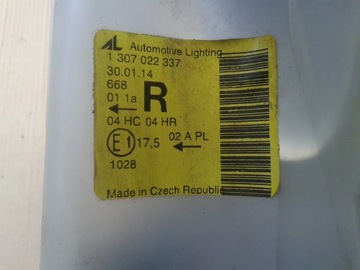 AL Automotive Lighting
1 307 022 337
30.01.14
668
01 1a R
04 HC 04 HR
E1 17,5 02 A PL
1028
Made in Czech Republic